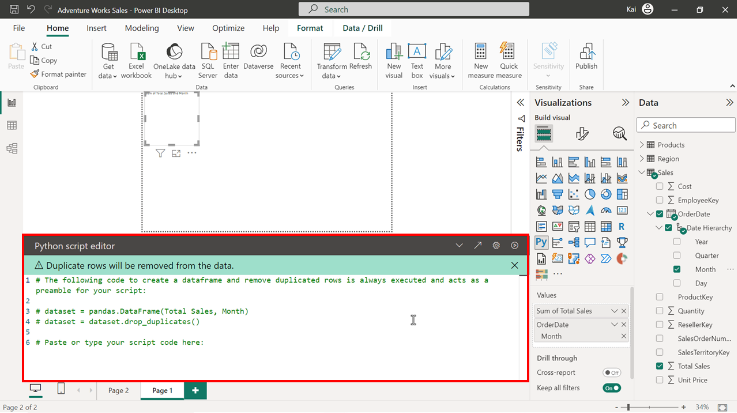 Adventure Works Sales - Power BI Desktop
Search
Kai
File
Home
Insert
Modeling
View
Optimize
Help
Format
Data / Drill
Paste
Cut
Copy
Format painter
Clipboard
Get data
Excel workbook
OneLake data hub
SQL Server
Enter data
Dataverse
Recent sources
Data
Transform data
Refresh
Queries
New visual
Text box
More visuals
Insert
New measure
Quick measure
Calculations
Sensitivity
Sensitivity
Publish
Share
Filters
Visualizations
Build visual
Py
R
Values
Sum of Total Sales
OrderDate
Month
Drill through
Cross-report
Off
Keep all filters
On
Data
Search
Products
Region
Sales
Cost
EmployeeKey
OrderDate
Date Hierarchy
Year
Quarter
Month
Day
ProductKey
Quantity
ResellerKey
SalesOrderNum...
SalesTerritoryKey
Total Sales
Unit Price
Python script editor
Duplicate rows will be removed from the data.
1 # The following code to create a dataframe and remove duplicated rows is always executed and acts as a
preamble for your script:
2
3 # dataset = pandas.DataFrame(Total Sales, Month)
4 # dataset = dataset.drop_duplicates()
5
6 # Paste or type your script code here:
Page 2
Page 1
Page 2 of 2
34%